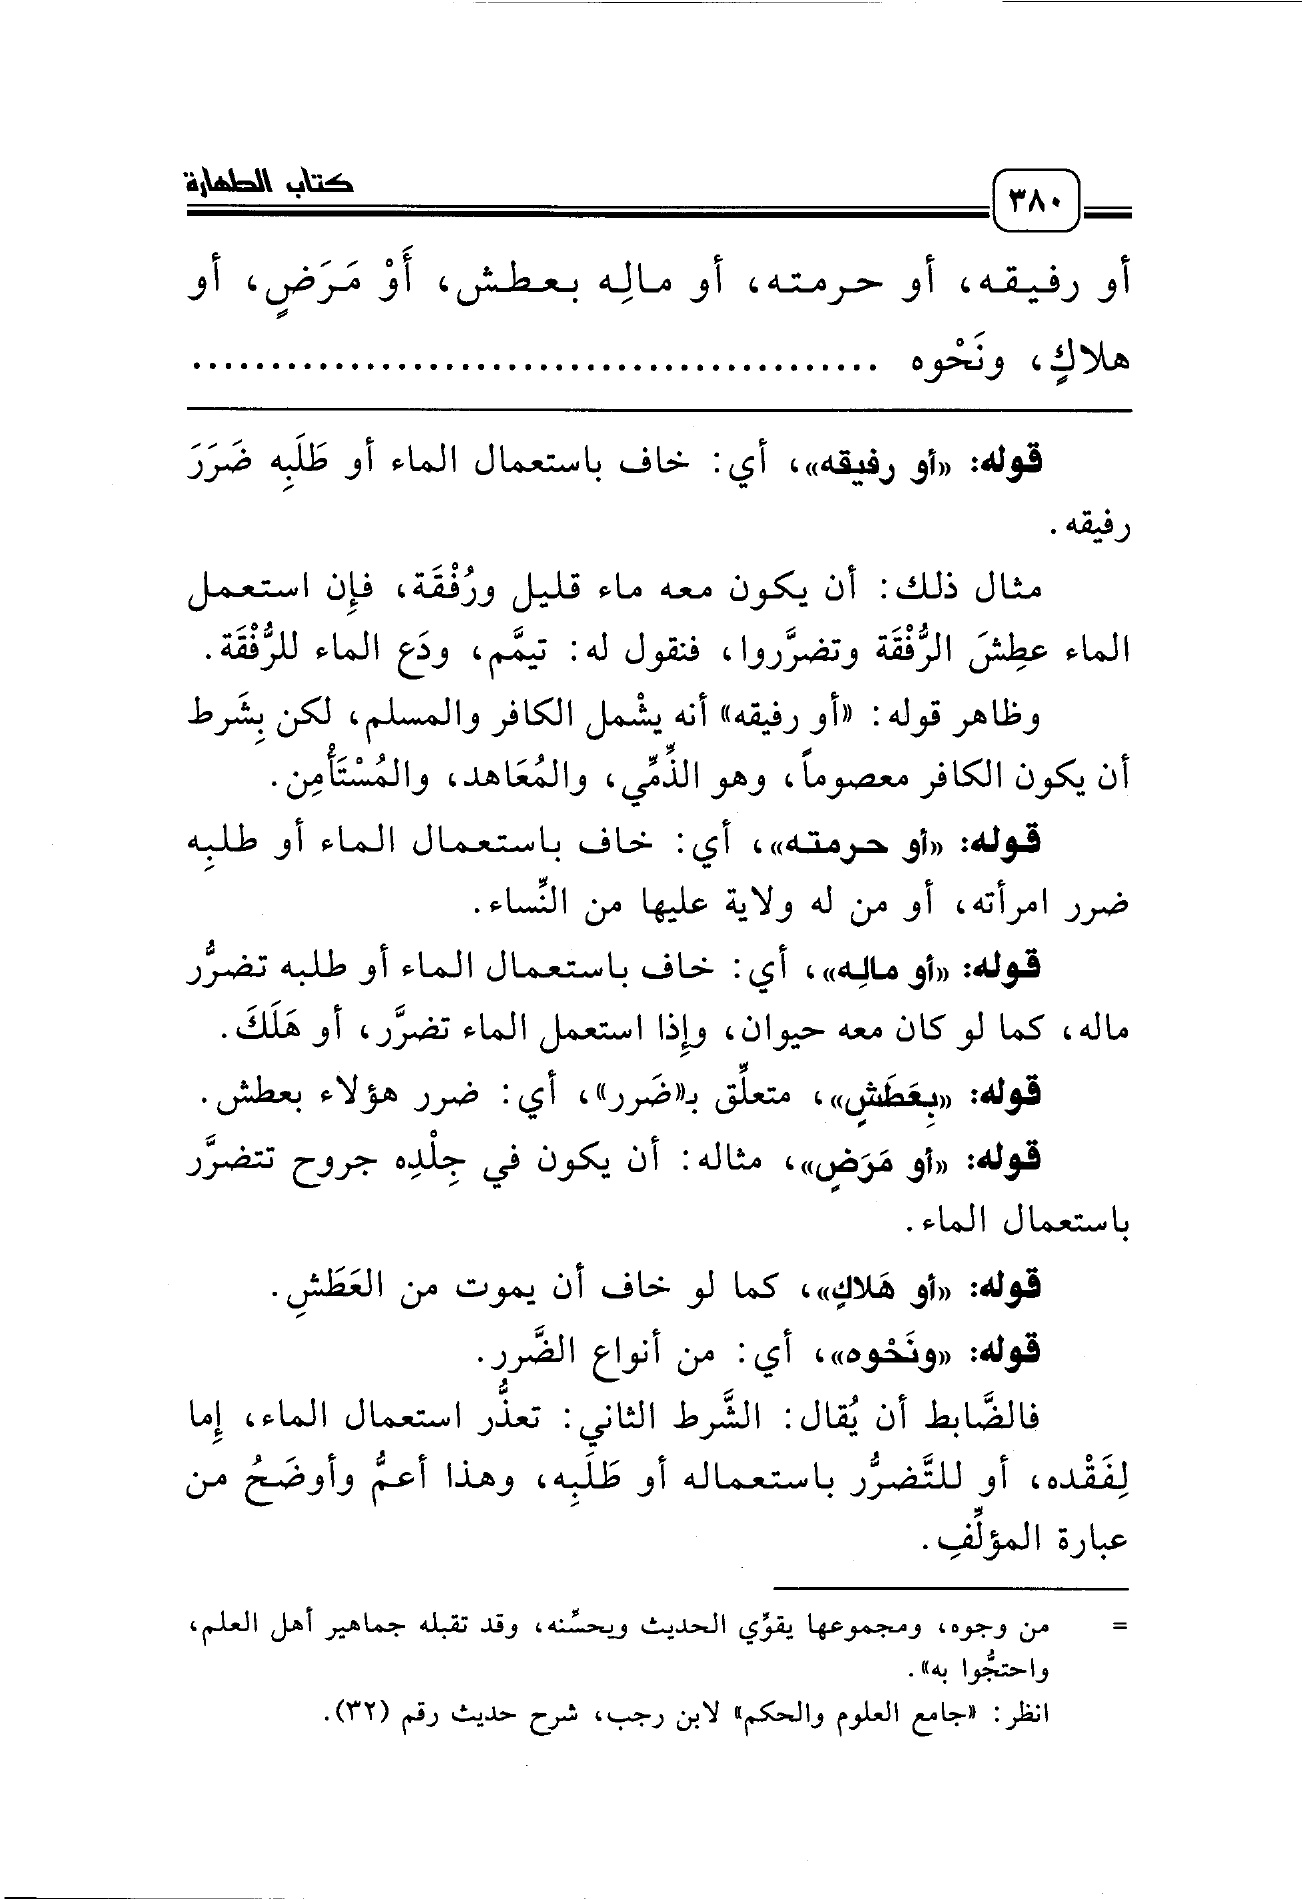 ٣٨٠
كتاب الطهارة
أو رفيقه، أو حرمته، أو مالِه بعطش، أَوْ مَرَضٍ، أو
هلاكٍ، ونَحْوه ............................................
قوله: «أو رفيقه»، أي: خاف باستعمال الماء أو طَلَبِه ضَرَرَ
رفيقه.
مثال ذلك: أن يكون معه ماء قليل ورُفْقَة، فإِن استعمل
الماء عطِشَ الرُّفْقَة وتضرَّروا، فنقول له: تيمَّم، ودَع الماء للرُّفْقَة.
وظاهر قوله: «أو رفيقه» أنه يشْمل الكافر والمسلم، لكن بِشَرط
أن يكون الكافر معصوماً، وهو الذِّمِّي، والمُعَاهد، والمُسْتَأْمِن.
قوله: «أو حرمته»، أي: خاف باستعمال الماء أو طلبِه
ضرر امرأته، أو من له ولاية عليها من النِّساء.
قوله: «أو مالِه»، أي: خاف باستعمال الماء أو طلبه تضرُّر
ماله، كما لو كان معه حيوان، وإِذا استعمل الماء تضرَّر، أو هَلَكَ.
قوله: «بِعَطَشٍ»، متعلِّق بـ«ضَرر»، أي: ضرر هؤلاء بعطش.
قوله: «أو مَرَضٍ»، مثاله: أن يكون في جِلْدِه جروح تتضرَّر
باستعمال الماء.
قوله: «أو هَلاكٍ»، كما لو خاف أن يموت من العَطَشِ.
قوله: «ونَحْوه»، أي: من أنواع الضَّرر.
فالضَّابط أن يُقال: الشَّرط الثاني: تعذُّر استعمال الماء، إِما
لِفَقْده، أو للتَّضرُّر باستعماله أو طَلَبِه، وهذا أعمُّ وأوضَحُ من
عبارة المؤلِّفِ.
= من وجوه، ومجموعها يقوِّي الحديث ويحسِّنه، وقد تقبله جماهير أهل العلم،
واحتجُّوا به».
انظر: «جامع العلوم والحكم» لابن رجب، شرح حديث رقم (٣٢).